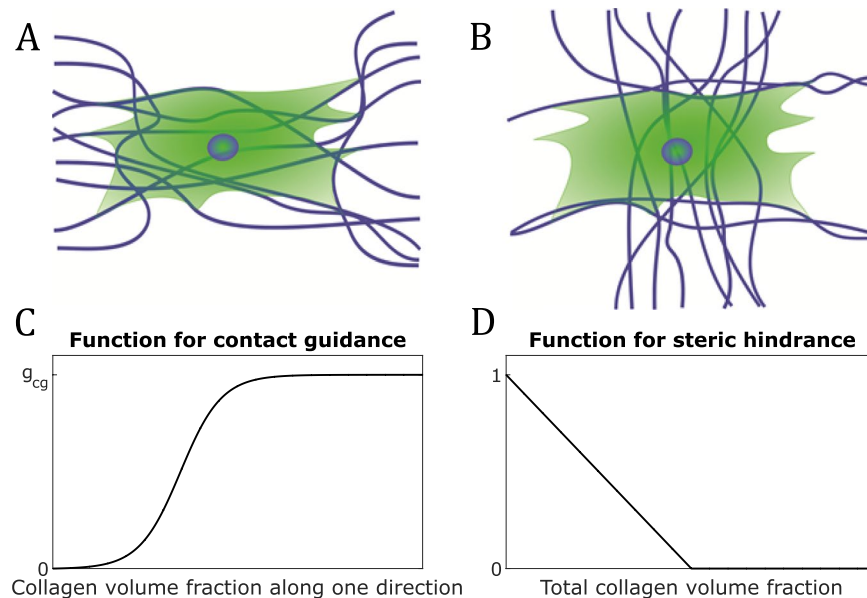 A
B
C
Function for contact guidance
g_cg
0
Collagen volume fraction along one direction
D
Function for steric hindrance
1
0
Total collagen volume fraction